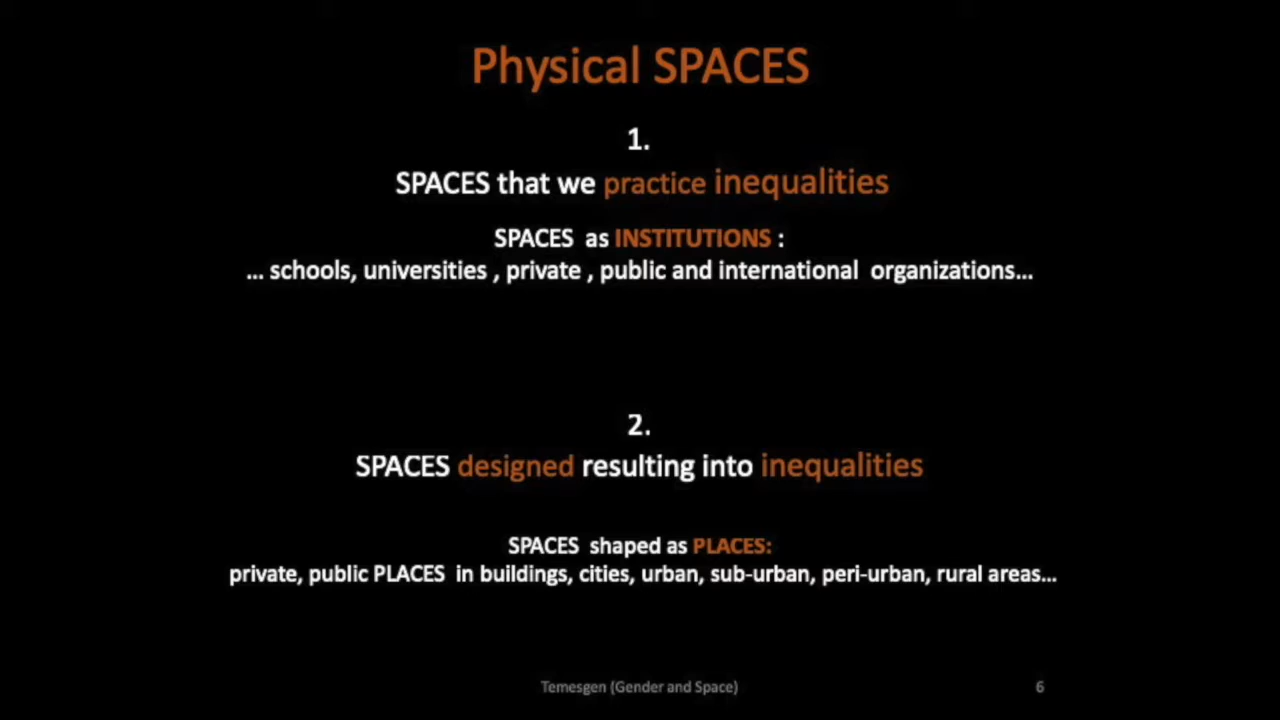 Physical SPACES
1.
SPACES that we practice inequalities
SPACES as INSTITUTIONS :
... schools, universities , private , public and international organizations...
2.
SPACES designed resulting into inequalities
SPACES shaped as PLACES:
private, public PLACES in buildings, cities, urban, sub-urban, peri-urban, rural areas...
Temesgen (Gender and Space)
6